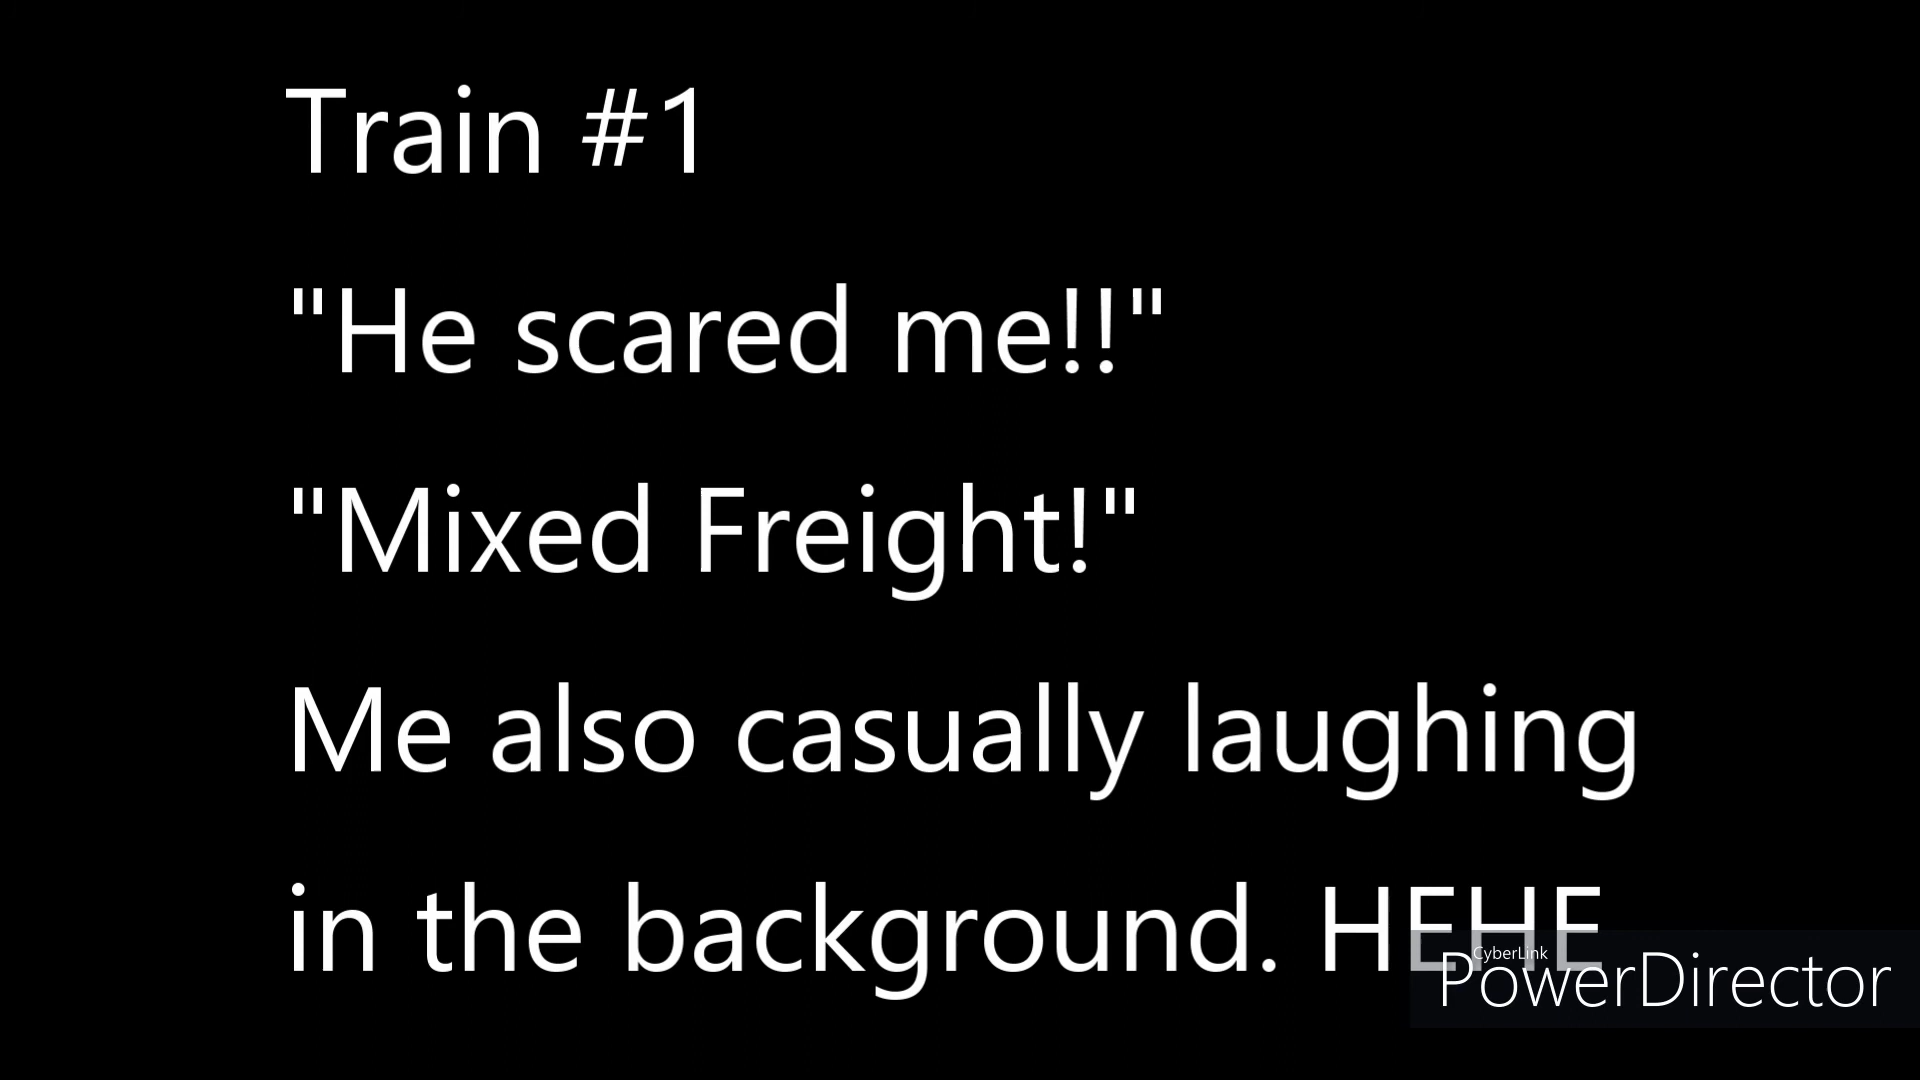 Train #1
"He scared me!!"
"Mixed Freight!"
Me also casually laughing
in the background. HEHE
CyberLink
PowerDirector